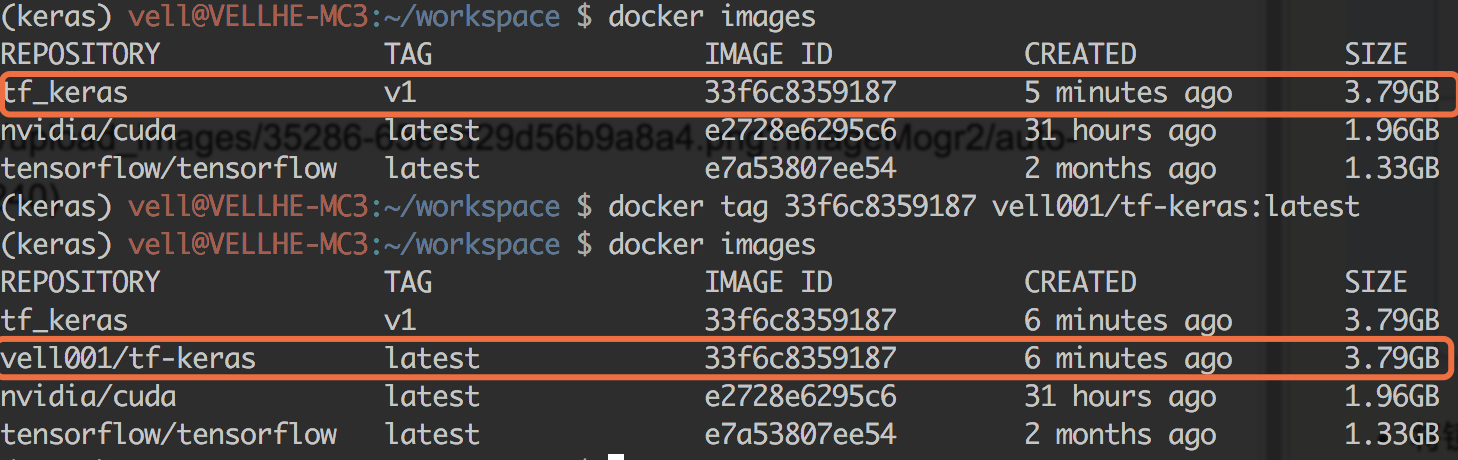 (keras) vell@VELLHE-MC3:~/workspace $ docker images
REPOSITORY TAG IMAGE ID CREATED SIZE
tf_keras v1 33f6c8359187 5 minutes ago 3.79GB
nvidia/cuda latest e2728e6295c6 31 hours ago 1.96GB
tensorflow/tensorflow latest e7a53807ee54 2 months ago 1.33GB
(keras) vell@VELLHE-MC3:~/workspace $ docker tag 33f6c8359187 vell001/tf-keras:latest
(keras) vell@VELLHE-MC3:~/workspace $ docker images
REPOSITORY TAG IMAGE ID CREATED SIZE
tf_keras v1 33f6c8359187 6 minutes ago 3.79GB
vell001/tf-keras latest 33f6c8359187 6 minutes ago 3.79GB
nvidia/cuda latest e2728e6295c6 31 hours ago 1.96GB
tensorflow/tensorflow latest e7a53807ee54 2 months ago 1.33GB